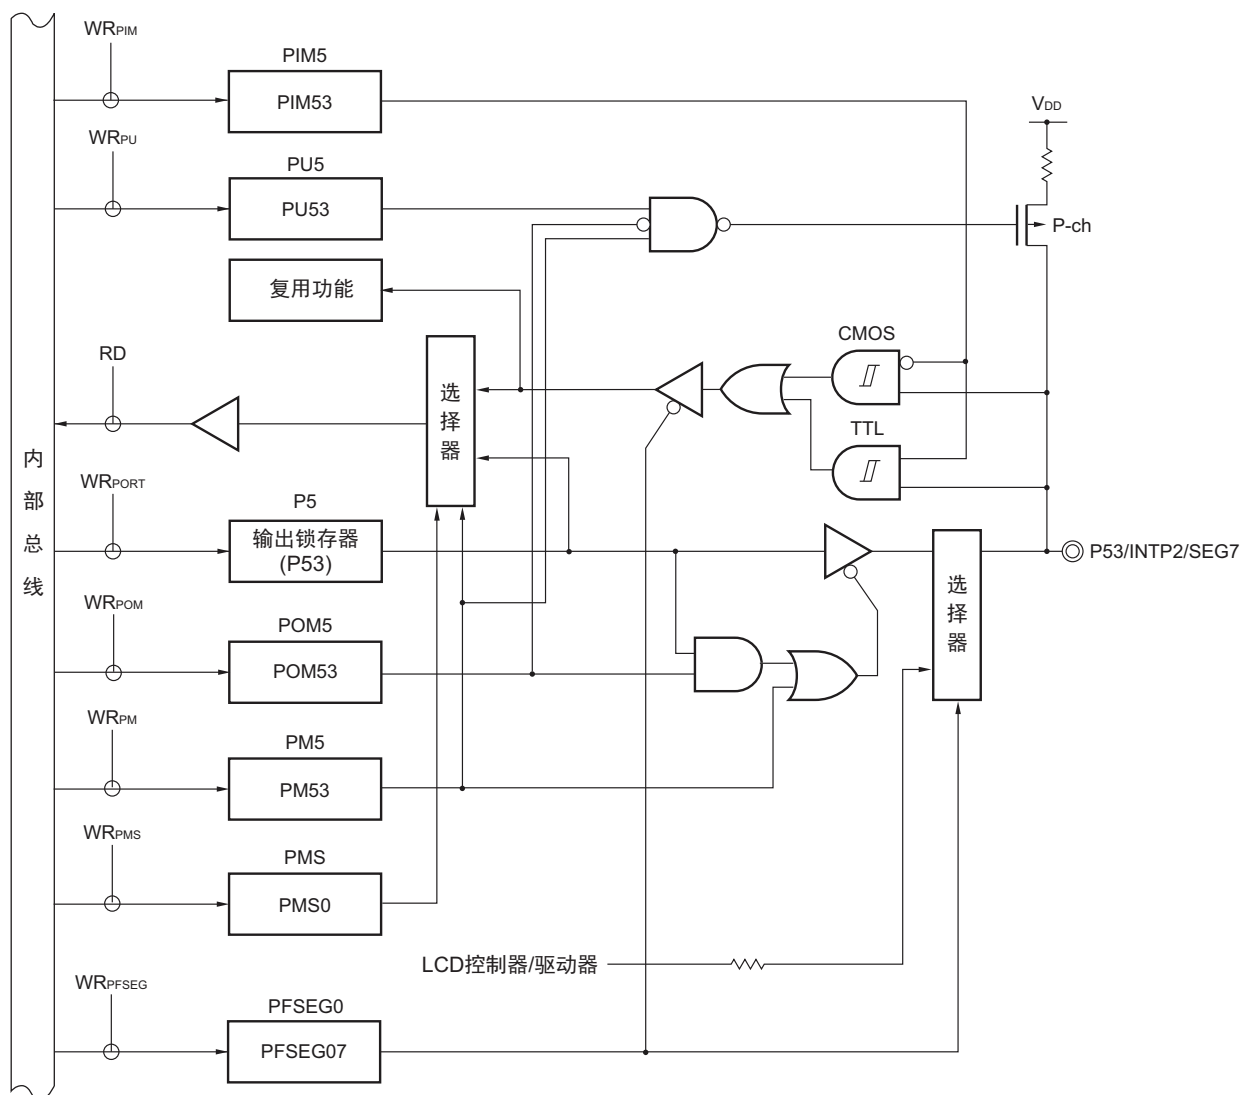 WRPIM
PIM5
PIM53
VDD
WRPU
PU5
PU53
P-ch
复用功能
CMOS
RD
选择器
TTL
内部总线
WRPORT
P5
输出锁存器
(P53)
选择器
P53/INTP2/SEG7
WRPOM
POM5
POM53
WRPM
PM5
PM53
WRPMS
PMS
PMS0
LCD控制器/驱动器
WRPFSEG
PFSEG0
PFSEG07